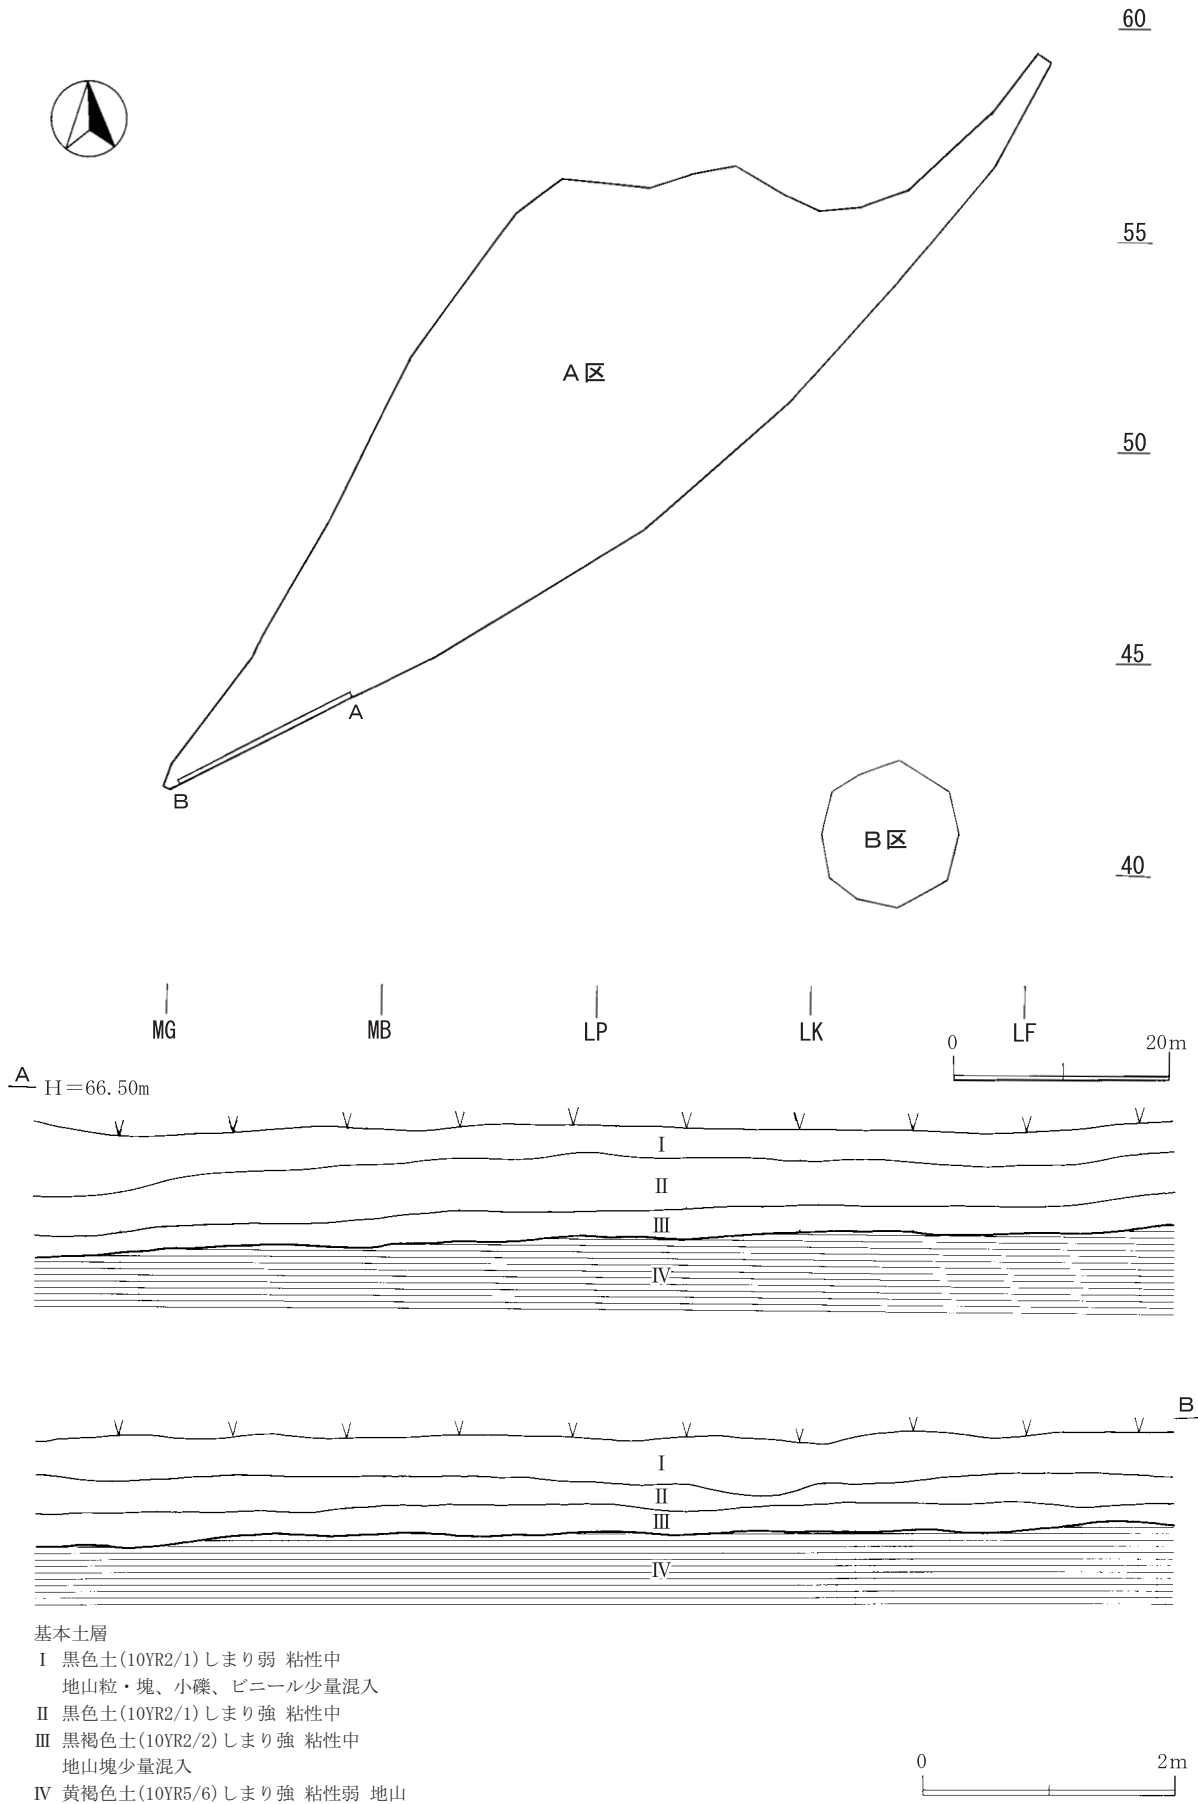 60
55
A区
50
45
A
B
B区
40
MG MB LP LK LF
0 20m
A H=66.50m
Ⅰ
Ⅱ
Ⅲ
Ⅳ
B
Ⅰ
Ⅱ
Ⅲ
Ⅳ
基本土層
Ⅰ 黒色土(10YR2/1)しまり弱 粘性中
地山粒・塊、小礫、ビニール少量混入
Ⅱ 黒色土(10YR2/1)しまり強 粘性中
Ⅲ 黒褐色土(10YR2/2)しまり強 粘性中
地山塊少量混入
Ⅳ 黄褐色土(10YR5/6)しまり強 粘性弱 地山
0 2m